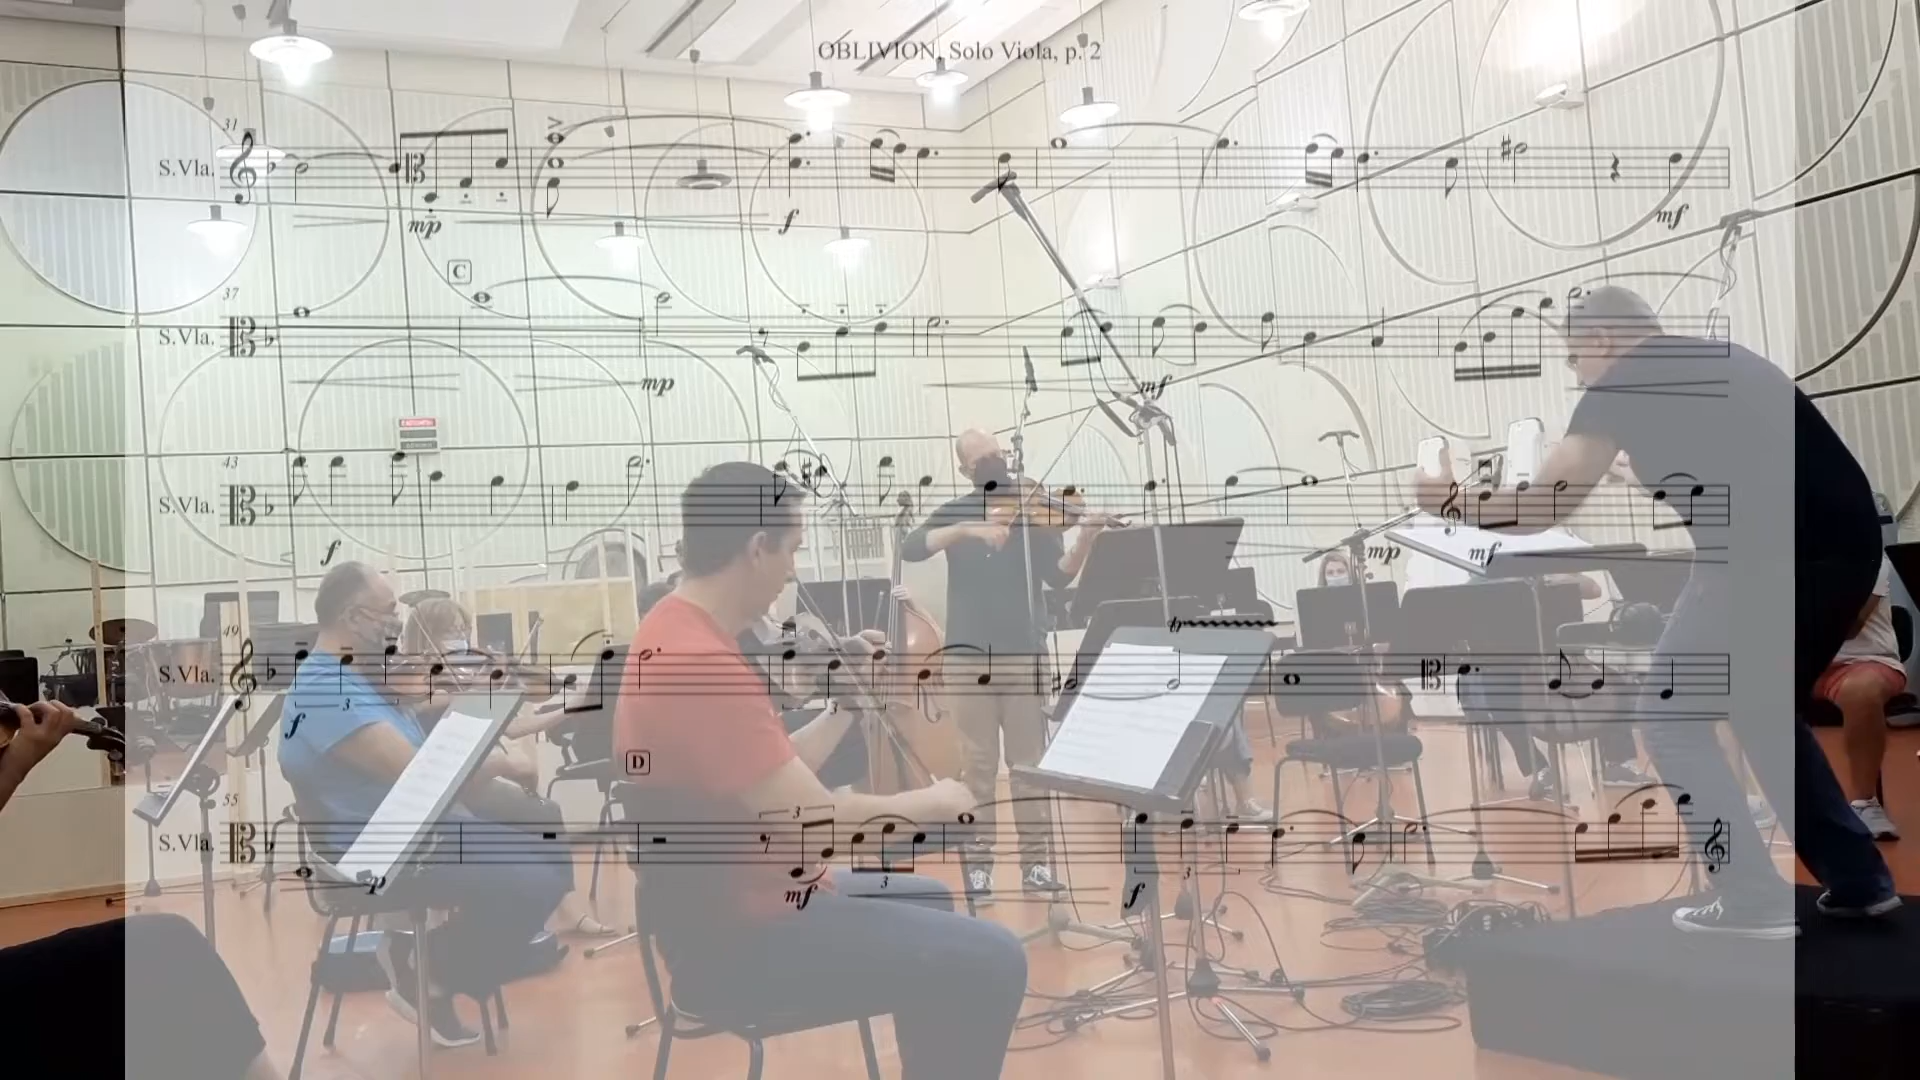 OBLIVION, Solo Viola, p. 2
31
S.Vla.
mp f mf
C
37
S.Vla.
mp mf
43
S.Vla.
f mp mf
49
tr
S.Vla.
3 3
f
D
55
3
S.Vla.
p mf 3 f 3